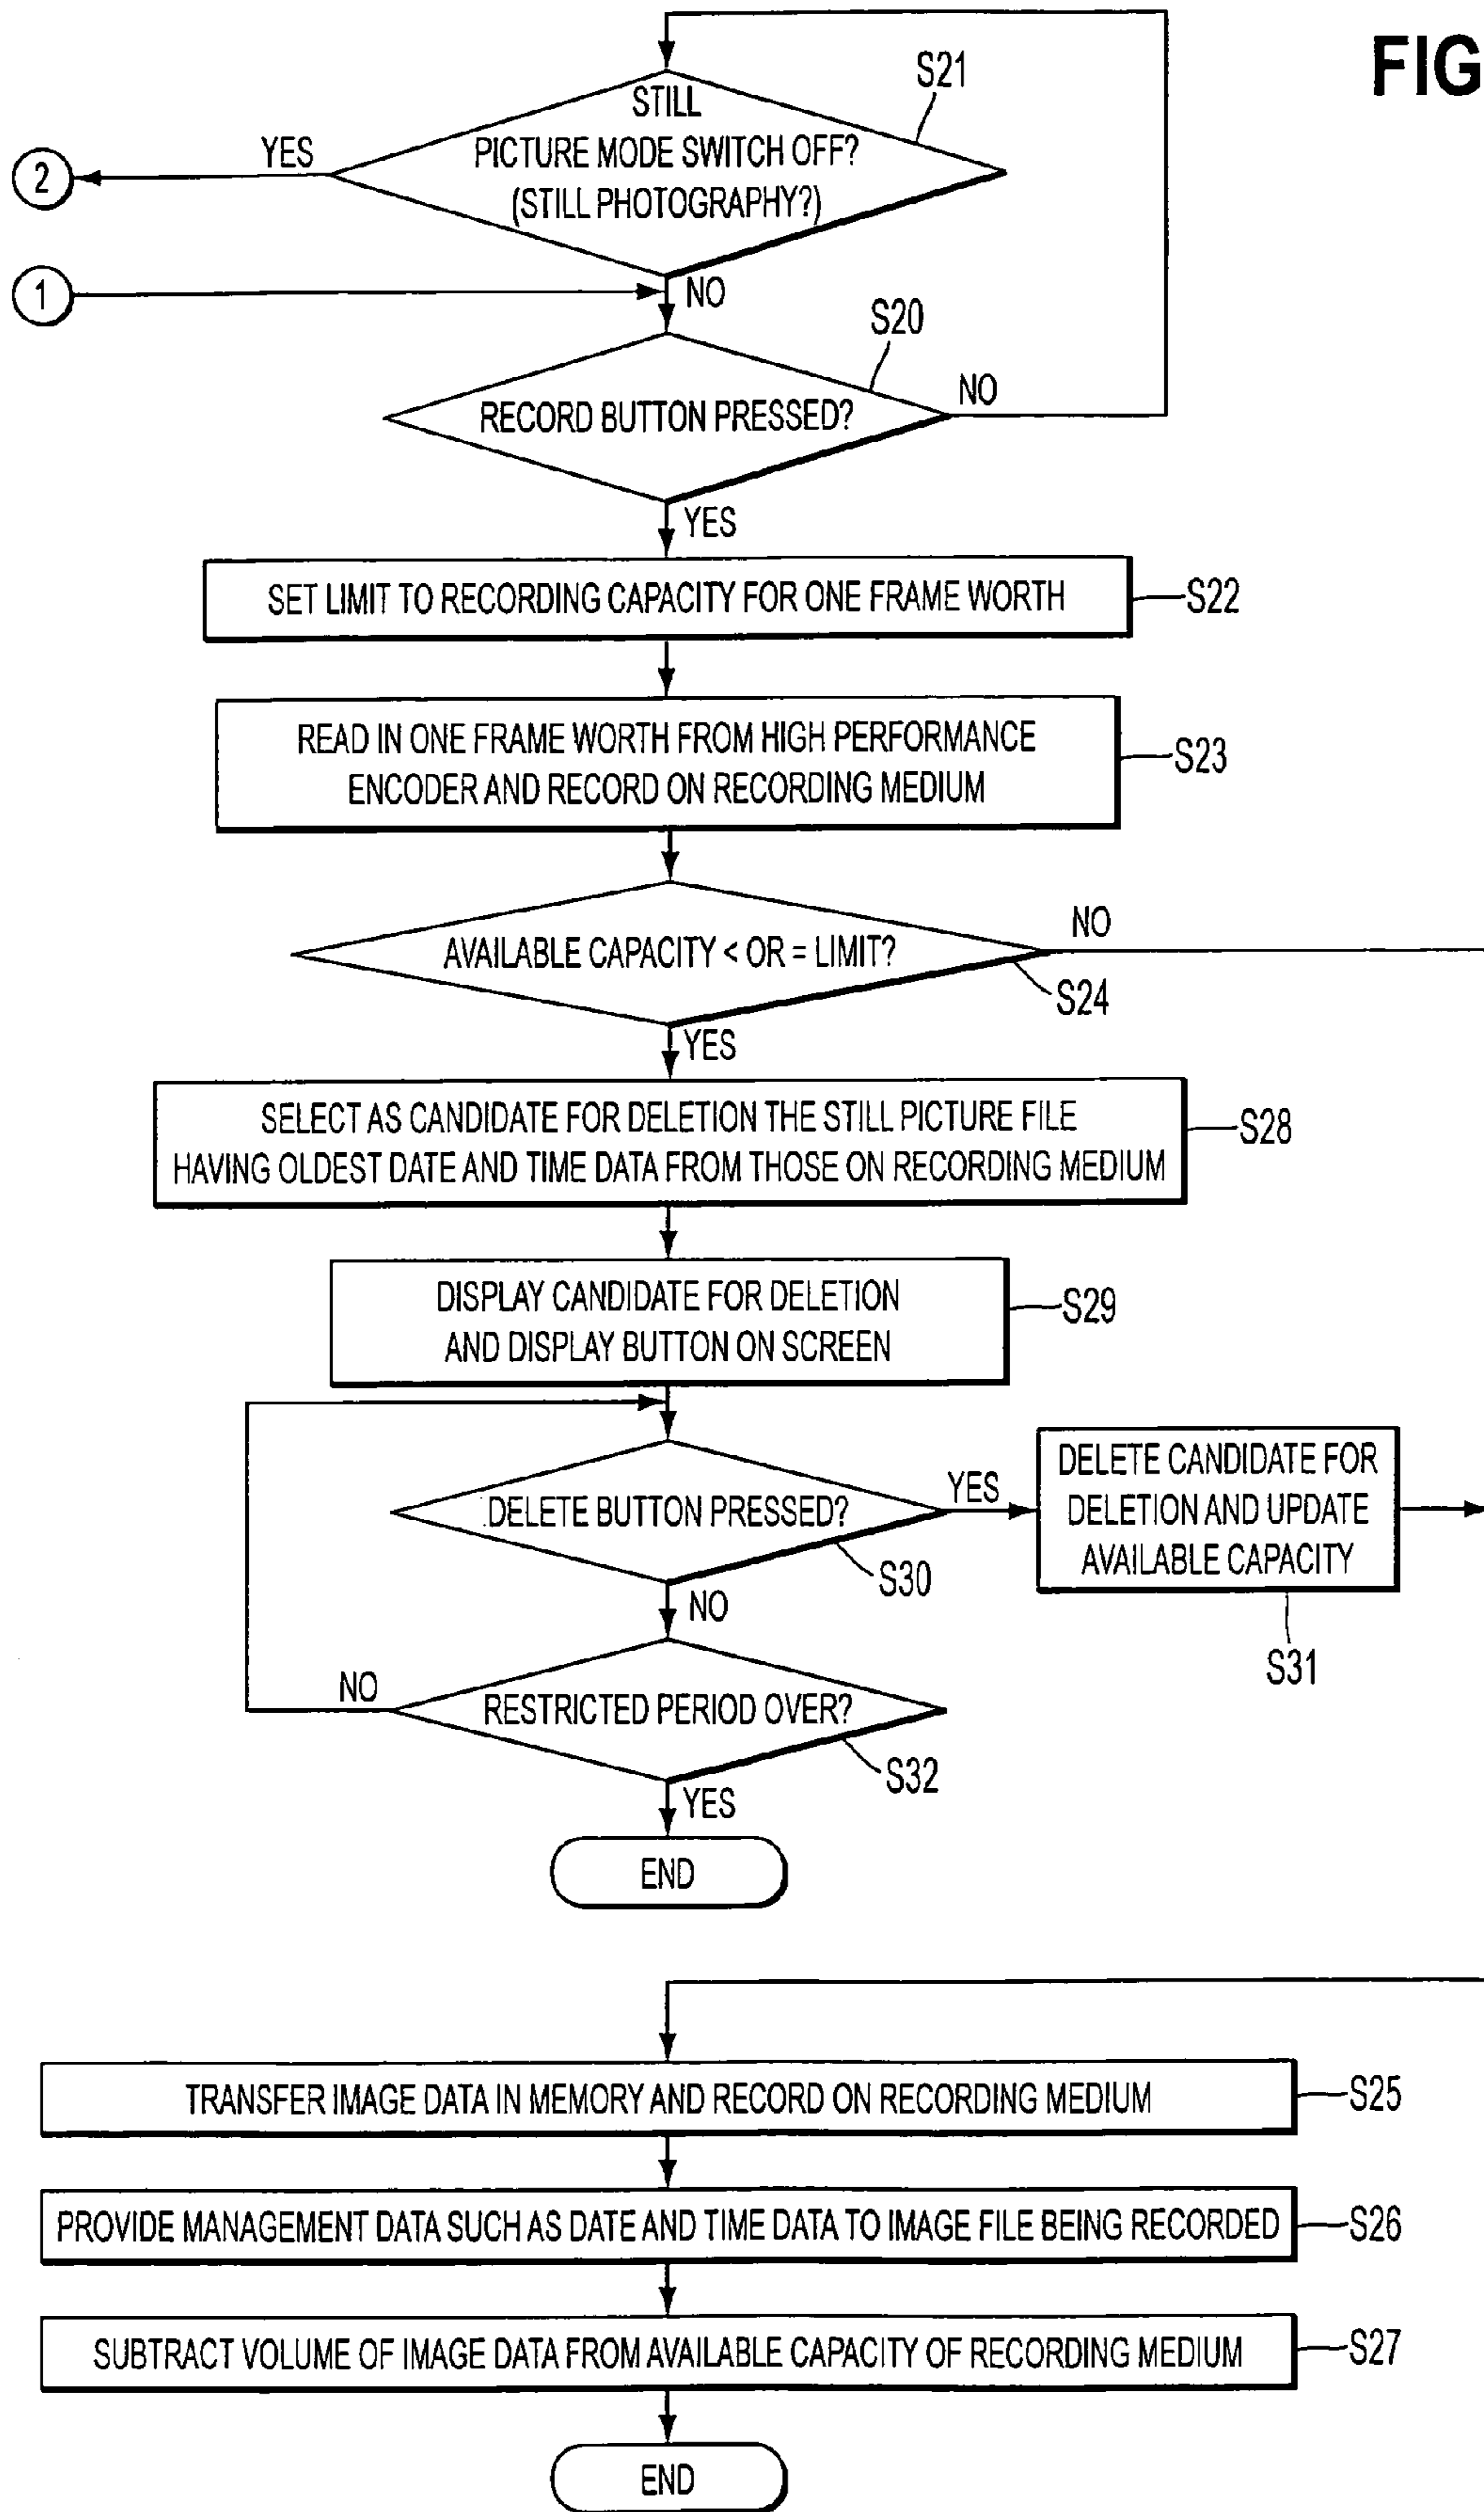 FIG
S21
STILL
PICTURE MODE SWITCH OFF?
(STILL PHOTOGRAPHY?)
YES
2
1
NO
S20
RECORD BUTTON PRESSED?
NO
YES
SET LIMIT TO RECORDING CAPACITY FOR ONE FRAME WORTH
S22
READ IN ONE FRAME WORTH FROM HIGH PERFORMANCE
ENCODER AND RECORD ON RECORDING MEDIUM
S23
AVAILABLE CAPACITY < OR = LIMIT?
NO
S24
YES
SELECT AS CANDIDATE FOR DELETION THE STILL PICTURE FILE
HAVING OLDEST DATE AND TIME DATA FROM THOSE ON RECORDING MEDIUM
S28
DISPLAY CANDIDATE FOR DELETION
AND DISPLAY BUTTON ON SCREEN
S29
DELETE BUTTON PRESSED?
YES
S30
DELETE CANDIDATE FOR
DELETION AND UPDATE
AVAILABLE CAPACITY
S31
NO
RESTRICTED PERIOD OVER?
NO
S32
YES
END
TRANSFER IMAGE DATA IN MEMORY AND RECORD ON RECORDING MEDIUM
S25
PROVIDE MANAGEMENT DATA SUCH AS DATE AND TIME DATA TO IMAGE FILE BEING RECORDED
S26
SUBTRACT VOLUME OF IMAGE DATA FROM AVAILABLE CAPACITY OF RECORDING MEDIUM
S27
END